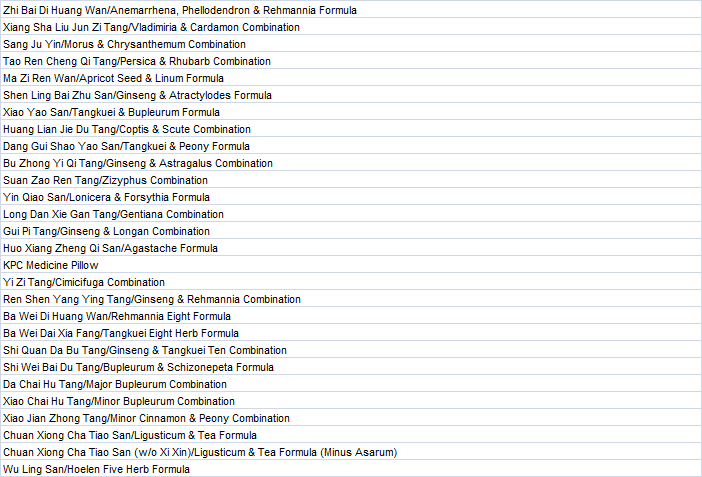 Zhi Bai Di Huang Wan/Anemarrhena, Phellodendron & Rehmannia Formula
Xiang Sha Liu Jun Zi Tang/Vladimiria & Cardamon Combination
Sang Ju Yin/Morus & Chrysanthemum Combination
Tao Ren Cheng Qi Tang/Persica & Rhubarb Combination
Ma Zi Ren Wan/Apricot Seed & Linum Formula
Shen Ling Bai Zhu San/Ginseng & Atractylodes Formula
Xiao Yao San/Tangkuei & Bupleurum Formula
Huang Lian Jie Du Tang/Coptis & Scute Combination
Dang Gui Shao Yao San/Tangkuei & Peony Formula
Bu Zhong Yi Qi Tang/Ginseng & Astragalus Combination
Suan Zao Ren Tang/Zizyphus Combination
Yin Qiao San/Lonicera & Forsythia Formula
Long Dan Xie Gan Tang/Gentiana Combination
Gui Pi Tang/Ginseng & Longan Combination
Huo Xiang Zheng Qi San/Agastache Formula
KPC Medicine Pillow
Yi Zi Tang/Cimicifuga Combination
Ren Shen Yang Ying Tang/Ginseng & Rehmannia Combination
Ba Wei Di Huang Wan/Rehmannia Eight Formula
Ba Wei Dai Xia Fang/Tangkuei Eight Herb Formula
Shi Quan Da Bu Tang/Ginseng & Tangkuei Ten Combination
Shi Wei Bai Du Tang/Bupleurum & Schizonepeta Formula
Da Chai Hu Tang/Major Bupleurum Combination
Xiao Chai Hu Tang/Minor Bupleurum Combination
Xiao Jian Zhong Tang/Minor Cinnamon & Peony Combination
Chuan Xiong Cha Tiao San/Ligusticum & Tea Formula
Chuan Xiong Cha Tiao San (w/o Xi Xin)/Ligusticum & Tea Formula (Minus Asarum)
Wu Ling San/Hoelen Five Herb Formula